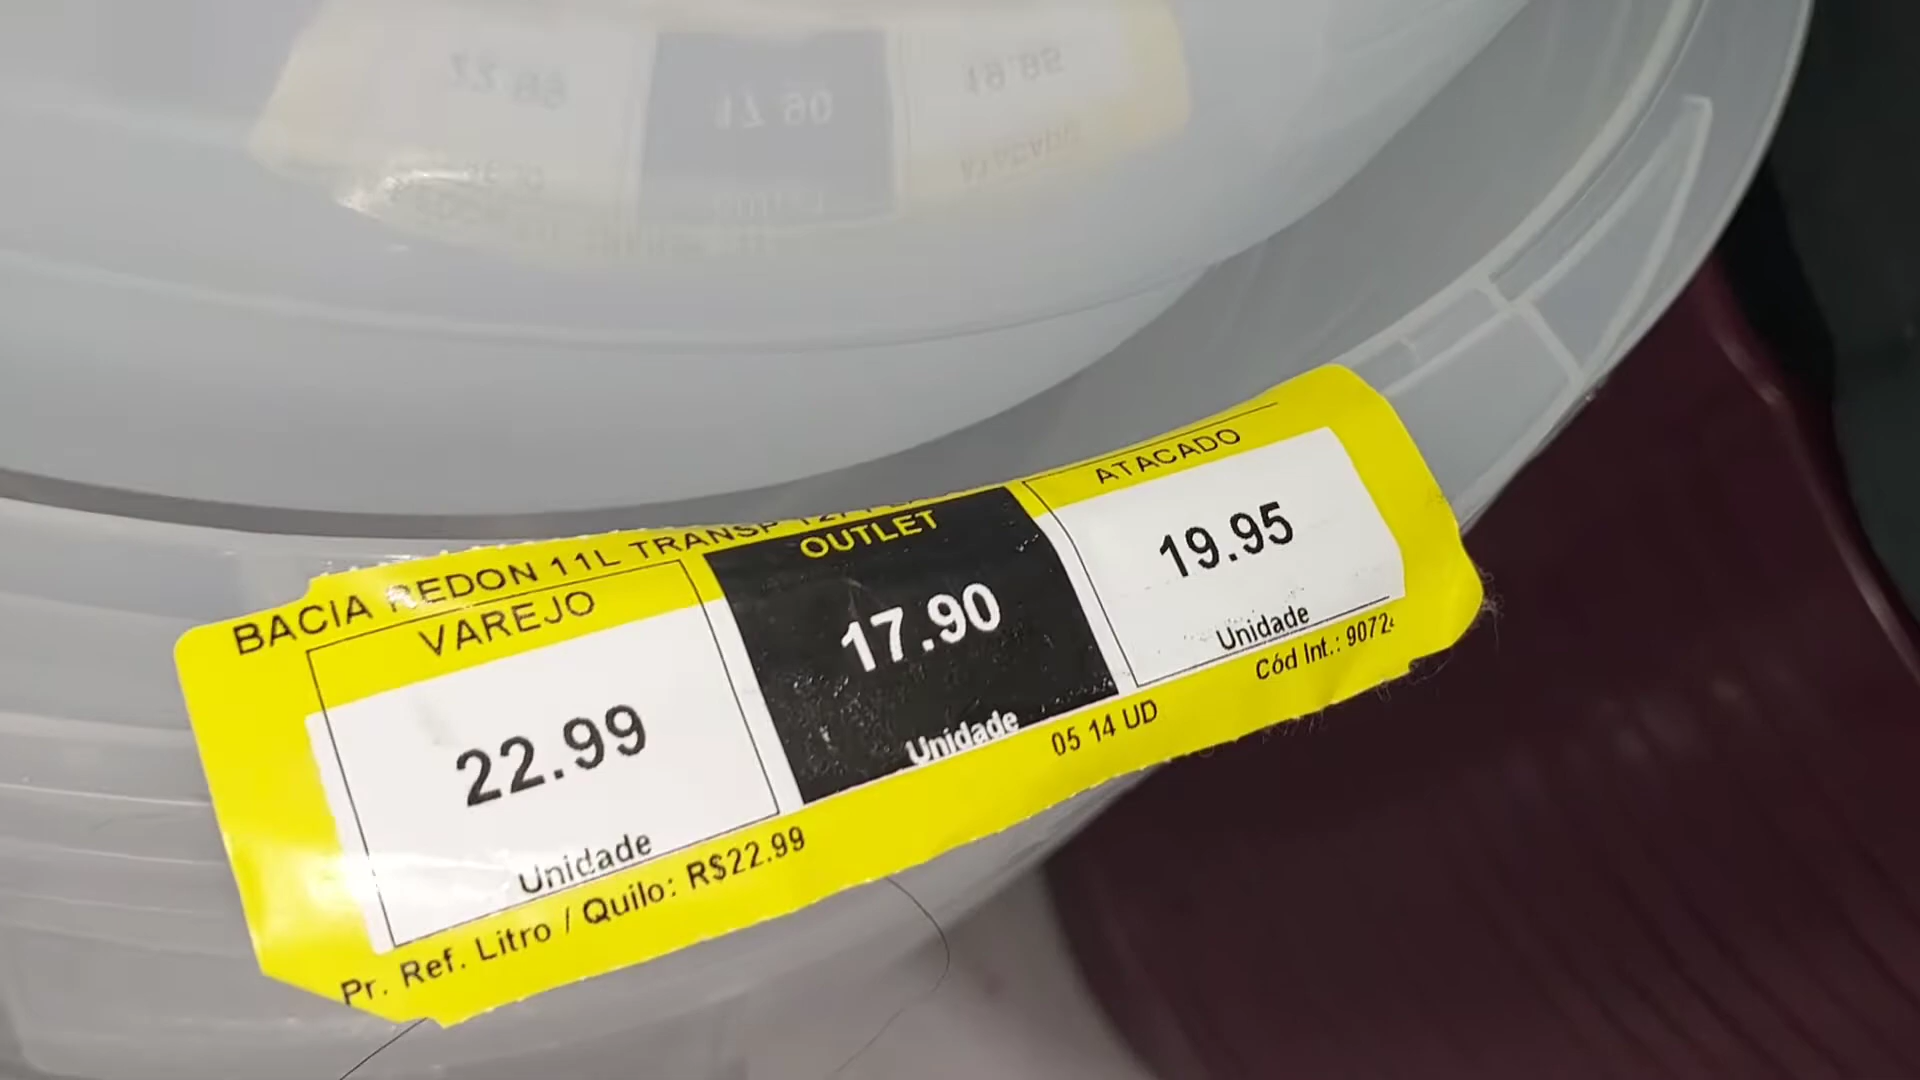 BACIA REDON 11L TRANSP
VAREJO
22.99
Unidade
OUTLET
17.90
Unidade
ATACADO
19.95
Unidade
05 14 UD
Cód Int.: 9072
Pr. Ref. Litro / Quilo: R$22.99